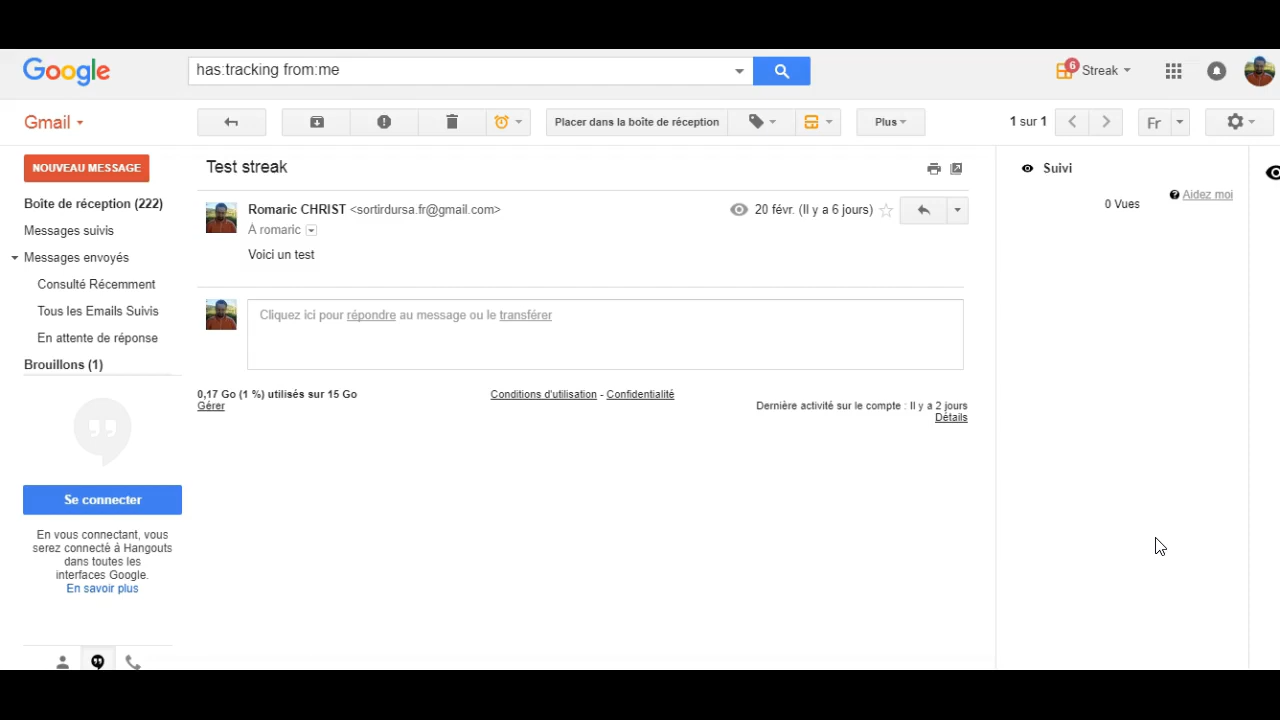 Google
has:tracking from:me
6
Streak
Gmail
Placer dans la boîte de réception
Plus
1 sur 1
Fr
NOUVEAU MESSAGE
Boîte de réception (222)
Messages suivis
Messages envoyés
Consulté Récemment
Tous les Emails Suivis
En attente de réponse
Brouillons (1)
Se connecter
En vous connectant, vous
serez connecté à Hangouts
dans toutes les
interfaces Google.
En savoir plus
Test streak
Romaric CHRIST <sortirdursa.fr@gmail.com>
20 févr. (Il y a 6 jours)
À romaric
Voici un test
Cliquez ici pour répondre au message ou le transférer
0,17 Go (1 %) utilisés sur 15 Go
Gérer
Conditions d'utilisation - Confidentialité
Dernière activité sur le compte : Il y a 2 jours
Détails
Suivi
Aidez moi
0 Vues